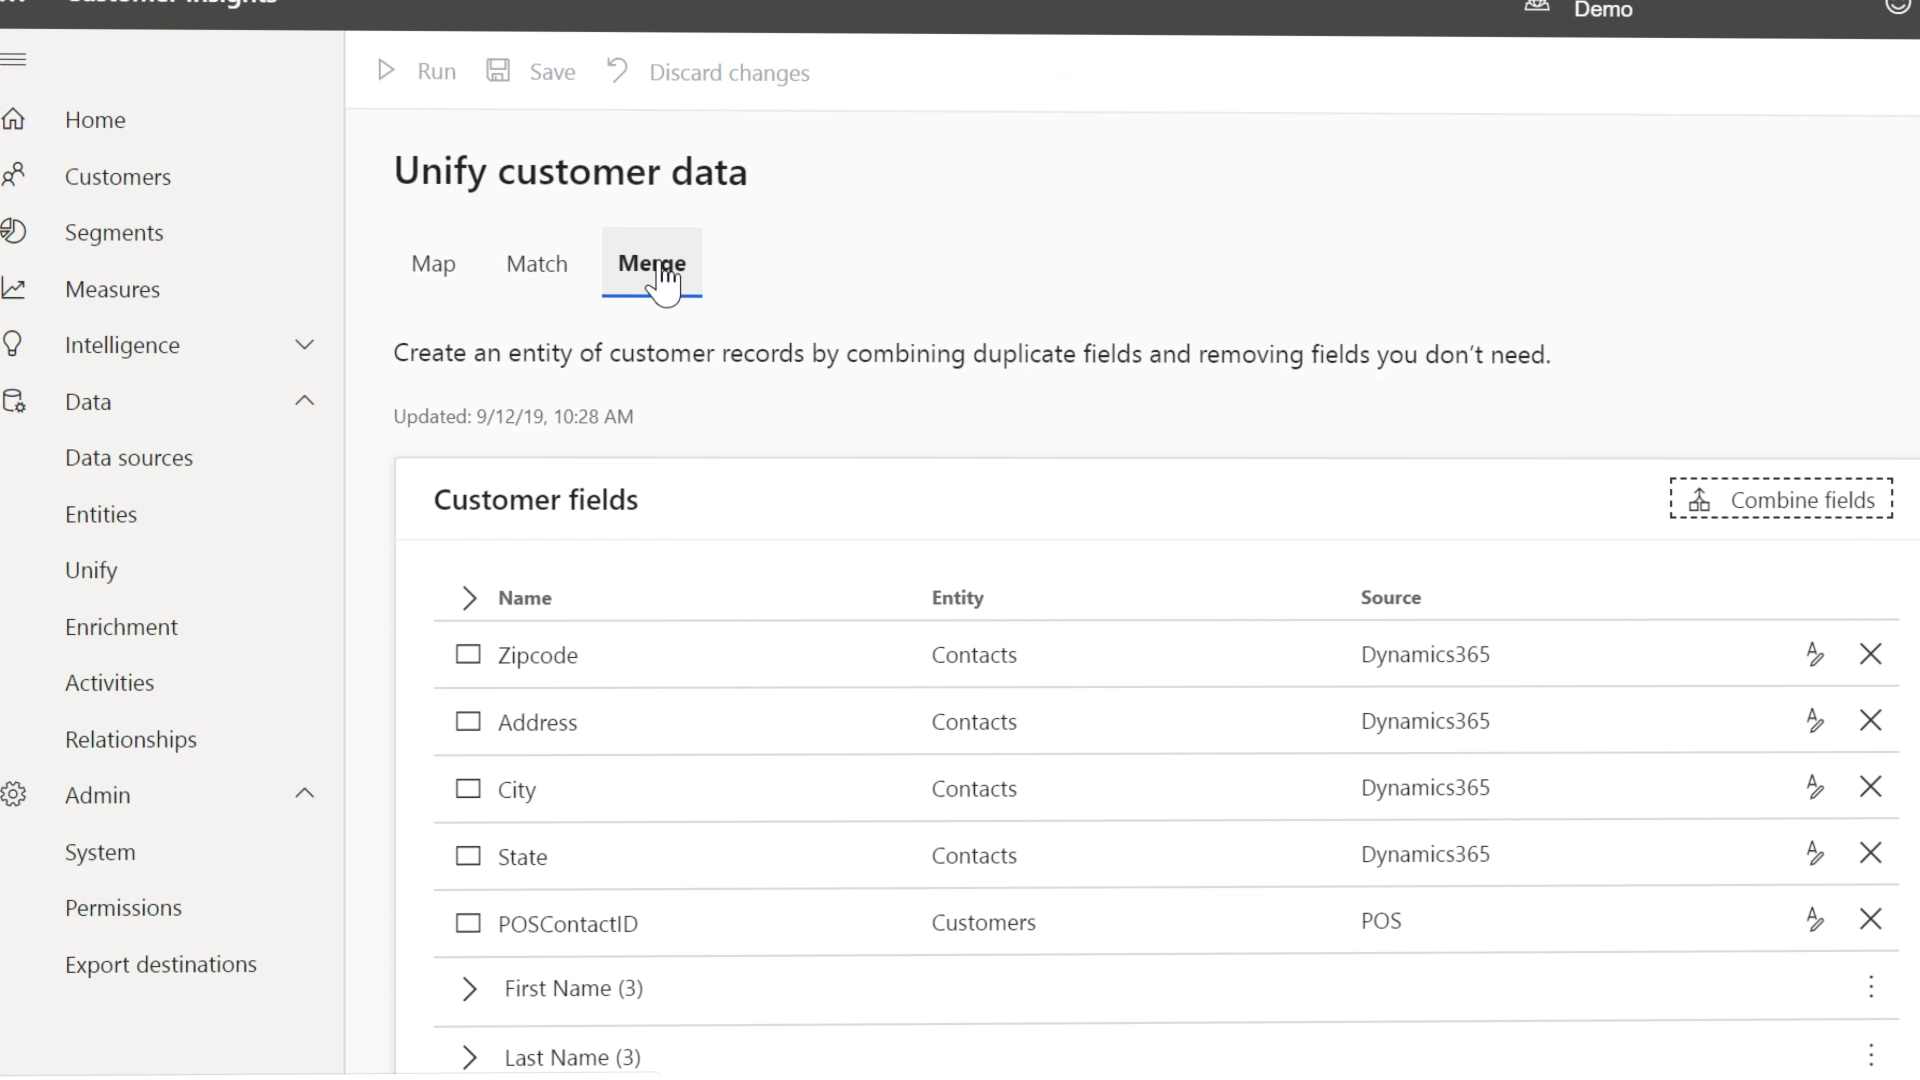 Customer Insights
Demo
Run
Save
Discard changes
Home
Customers
Segments
Measures
Intelligence
Data
Data sources
Entities
Unify
Enrichment
Activities
Relationships
Admin
System
Permissions
Export destinations
Unify customer data
Map
Match
Merge
Create an entity of customer records by combining duplicate fields and removing fields you don't need.
Updated: 9/12/19, 10:28 AM
Customer fields
Combine fields
Name Entity Source
Zipcode Contacts Dynamics365
Address Contacts Dynamics365
City Contacts Dynamics365
State Contacts Dynamics365
POSContactID Customers POS
First Name (3)
Last Name (3)